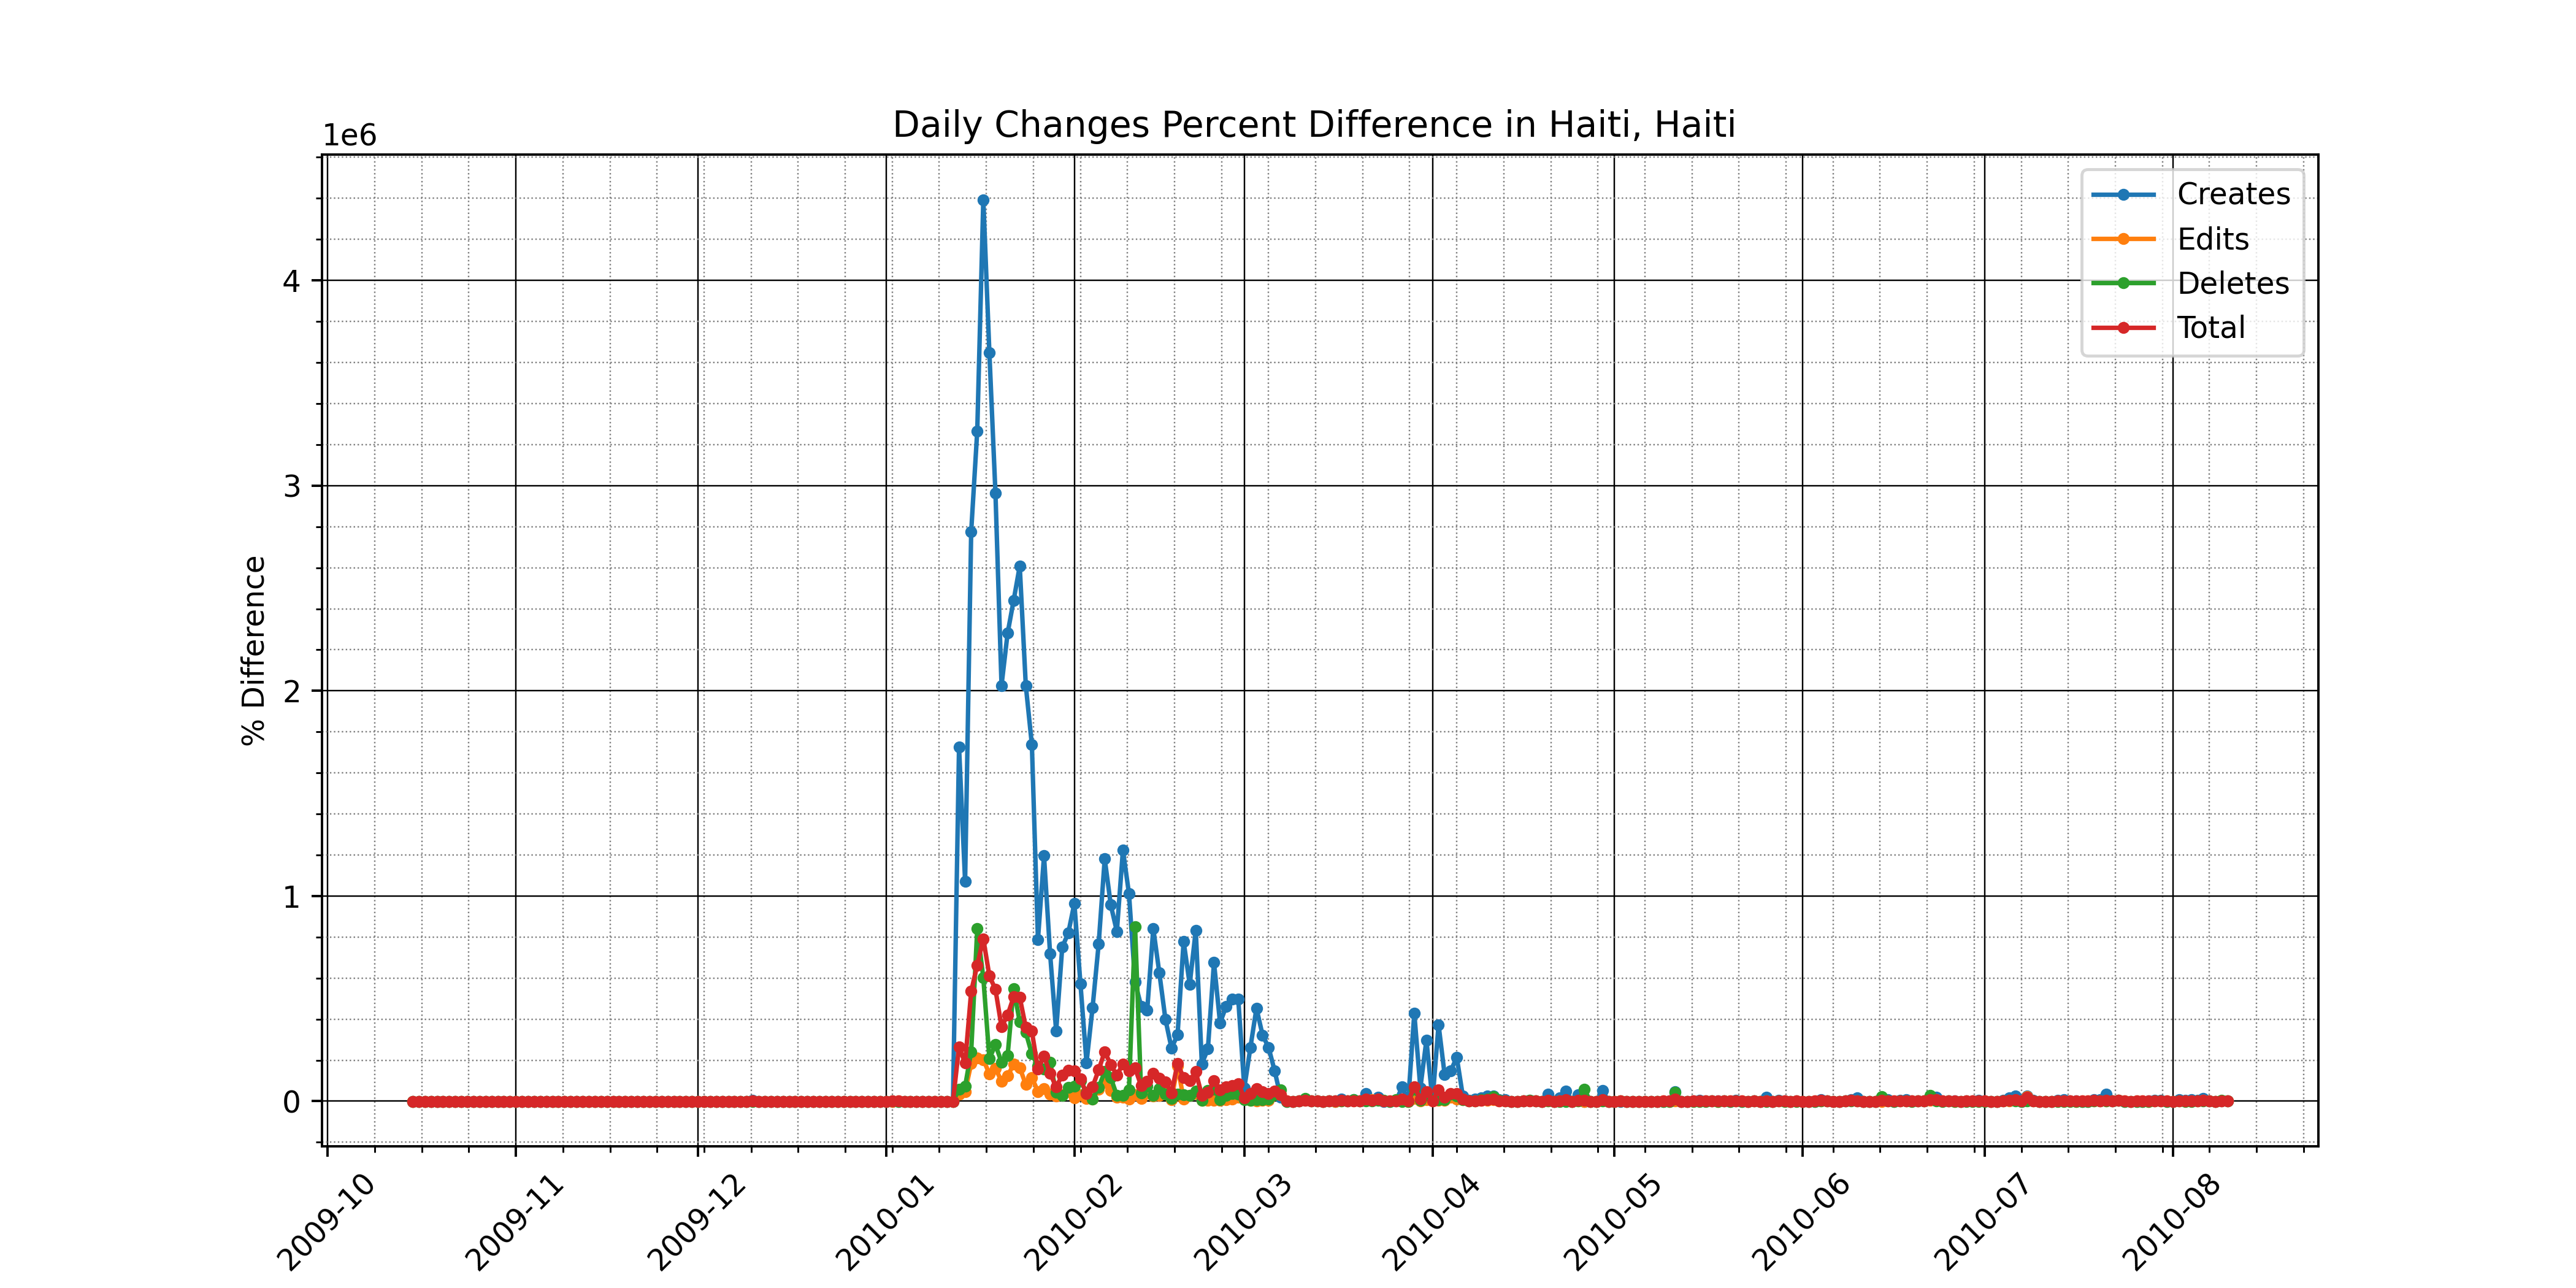 Daily Changes Percent Difference in Haiti, Haiti
1e6
Creates
Edits
Deletes
Total
4
3
2
1
0
% Difference
2009-10
2009-11
2009-12
2010-01
2010-02
2010-03
2010-04
2010-05
2010-06
2010-07
2010-08